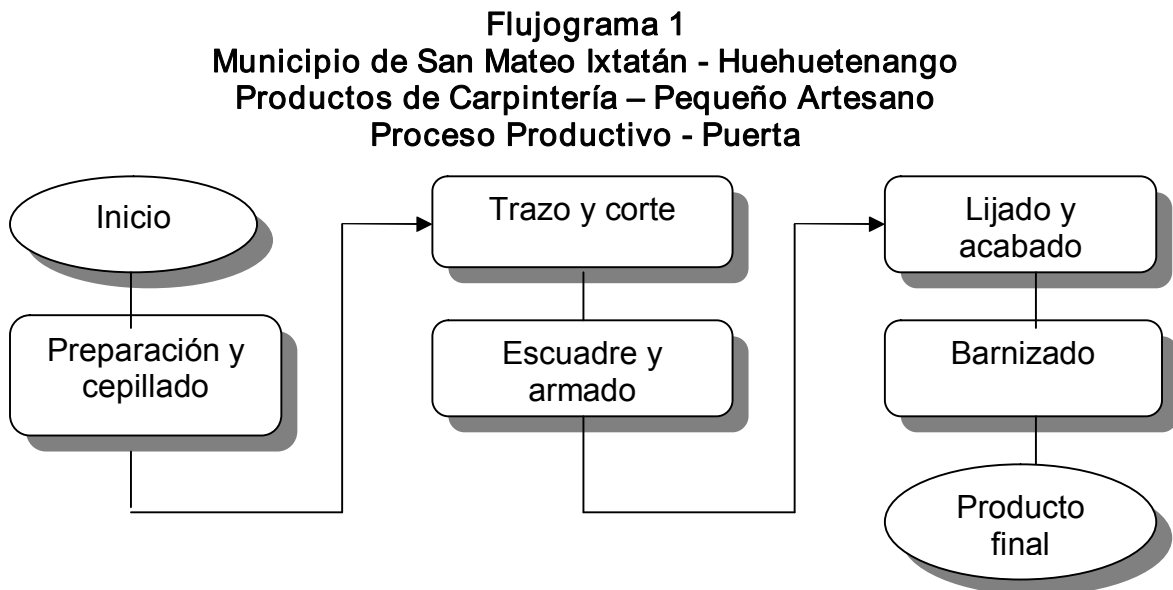 Flujograma 1
Municipio de San Mateo Ixtatán - Huehuetenango
Productos de Carpintería – Pequeño Artesano
Proceso Productivo - Puerta
Inicio
Preparación y
cepillado
Trazo y corte
Escuadre y
armado
Lijado y
acabado
Barnizado
Producto
final